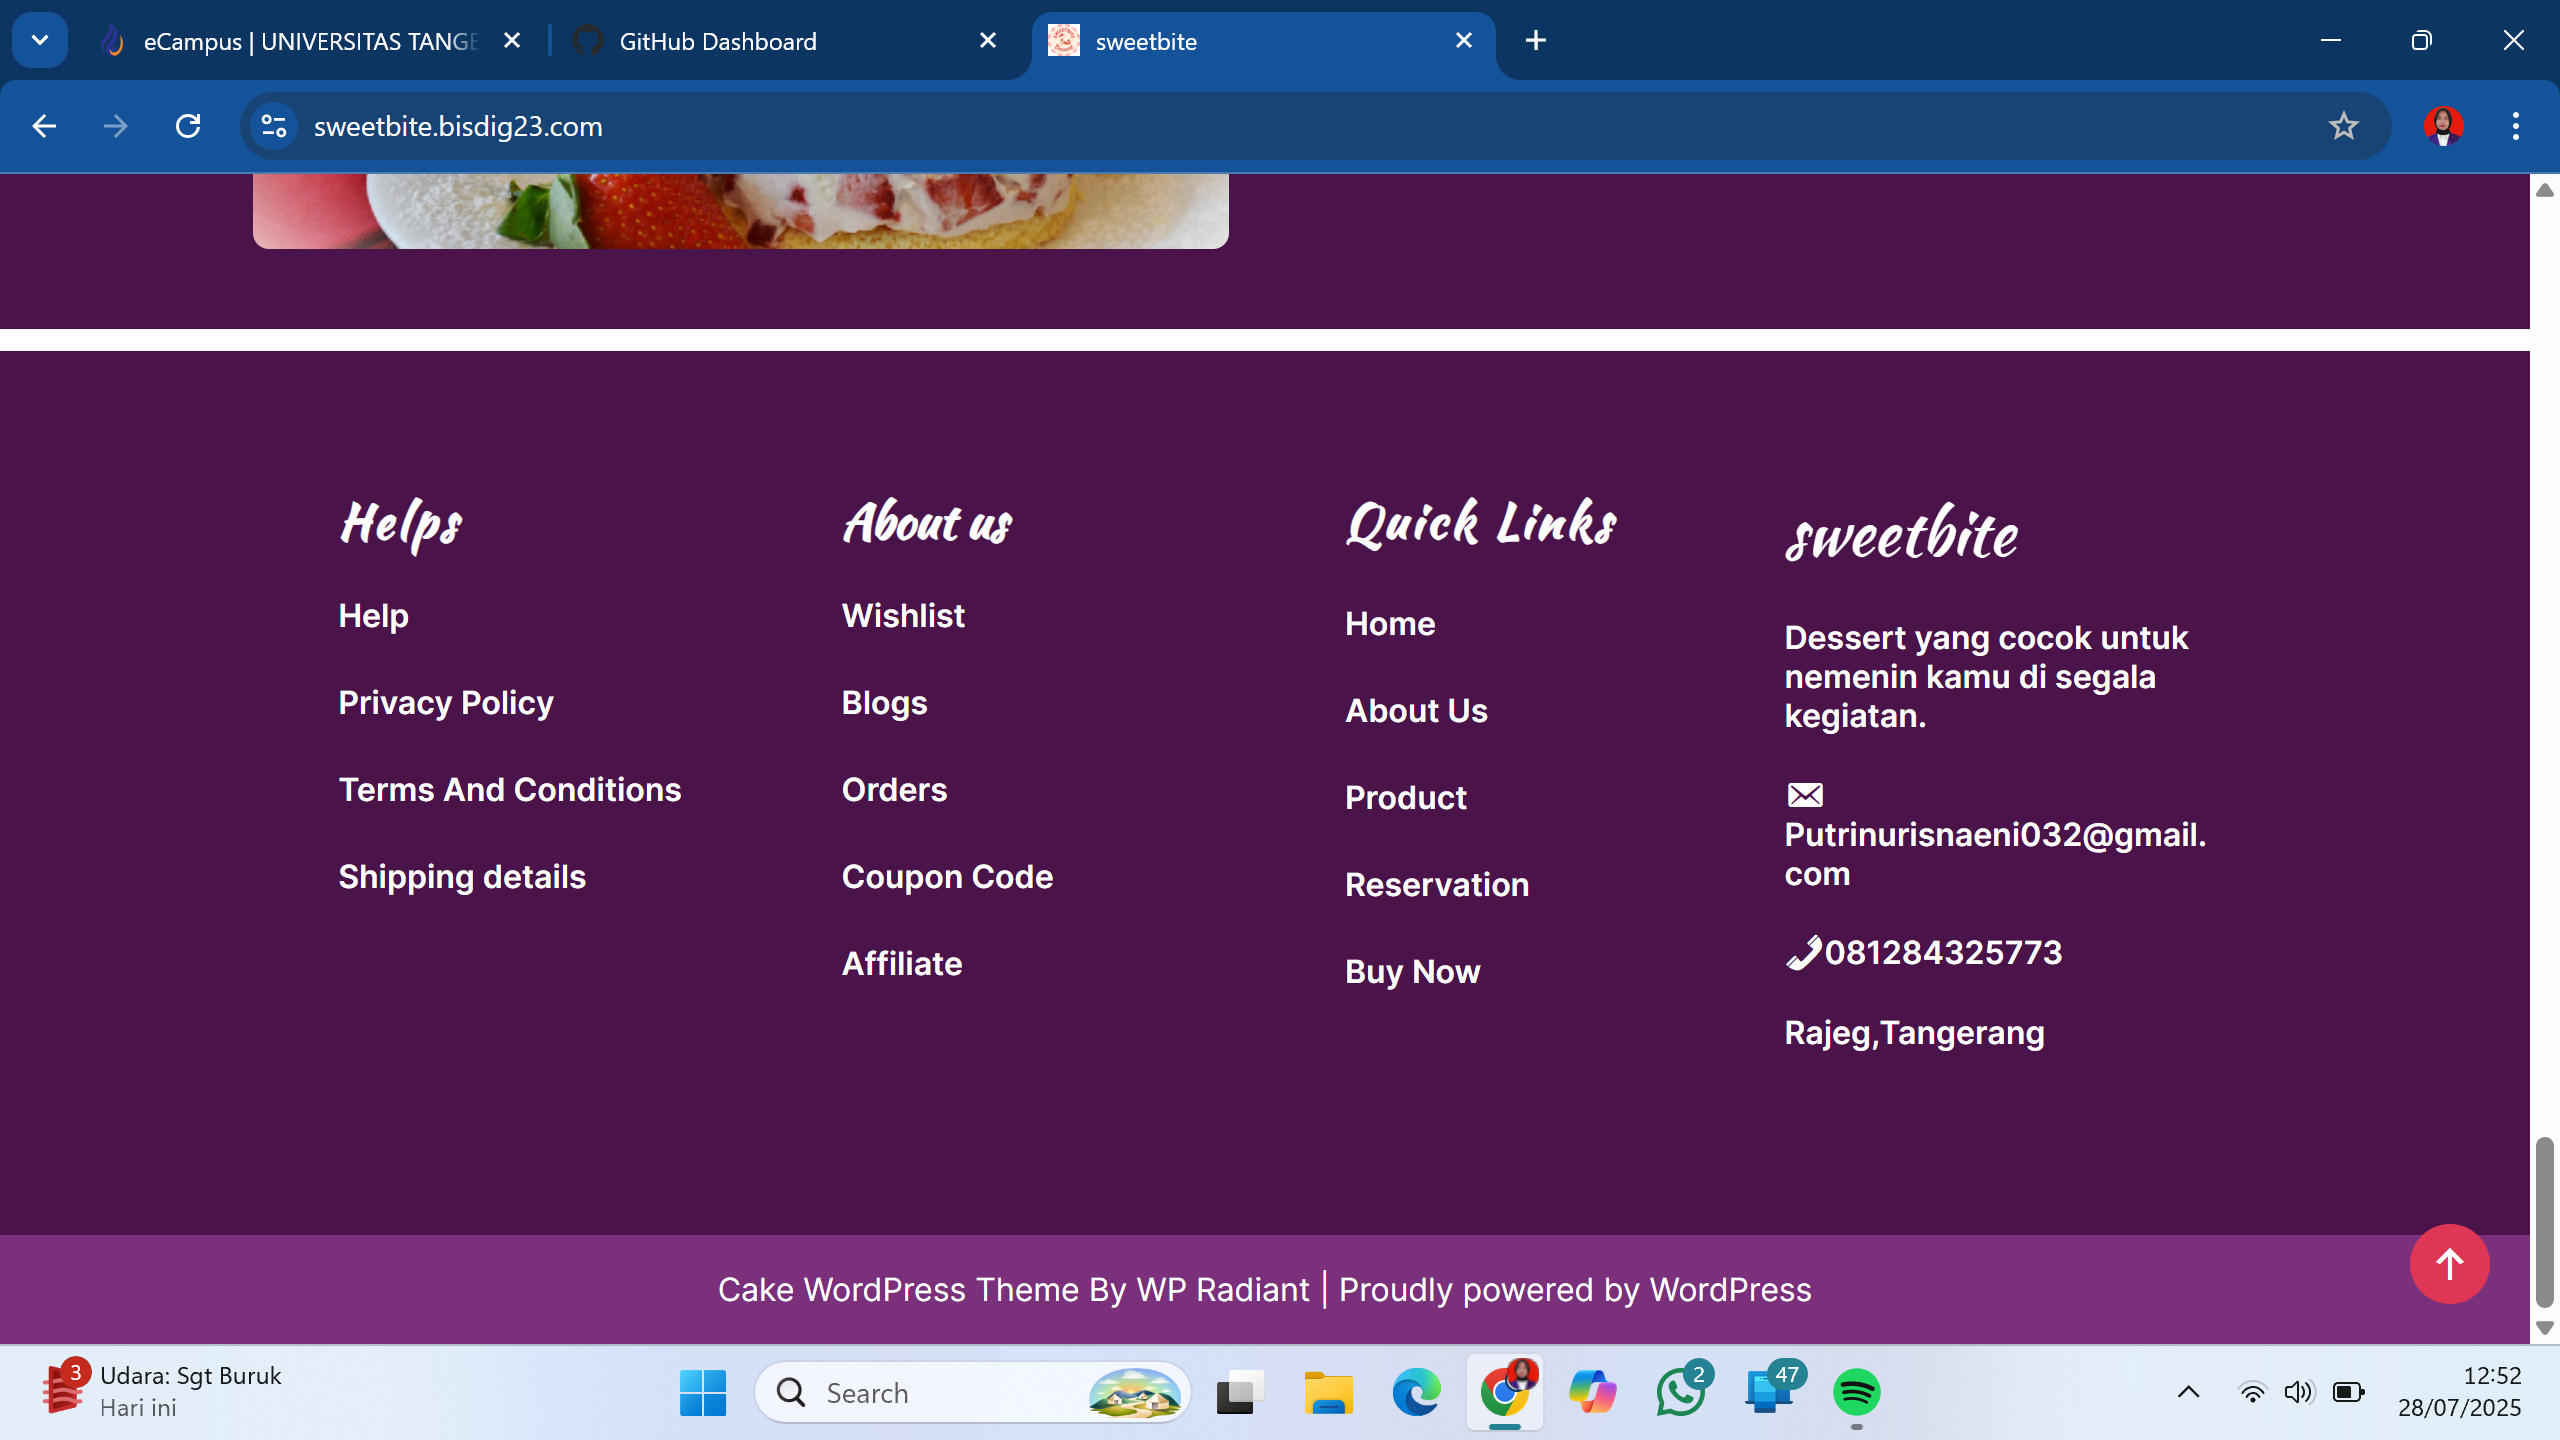 eCampus | UNIVERSITAS TANGE
GitHub Dashboard
sweetbite
sweetbite.bisdig23.com
Helps
Help
Privacy Policy
Terms And Conditions
Shipping details
About us
Wishlist
Blogs
Orders
Coupon Code
Affiliate
Quick Links
Home
About Us
Product
Reservation
Buy Now
sweetbite
Dessert yang cocok untuk
nemenin kamu di segala
kegiatan.
Putrinurisnaeni032@gmail.
com
081284325773
Rajeg,Tangerang
Cake WordPress Theme By WP Radiant | Proudly powered by WordPress
3
Udara: Sgt Buruk
Hari ini
Search
2
47
12:52
28/07/2025